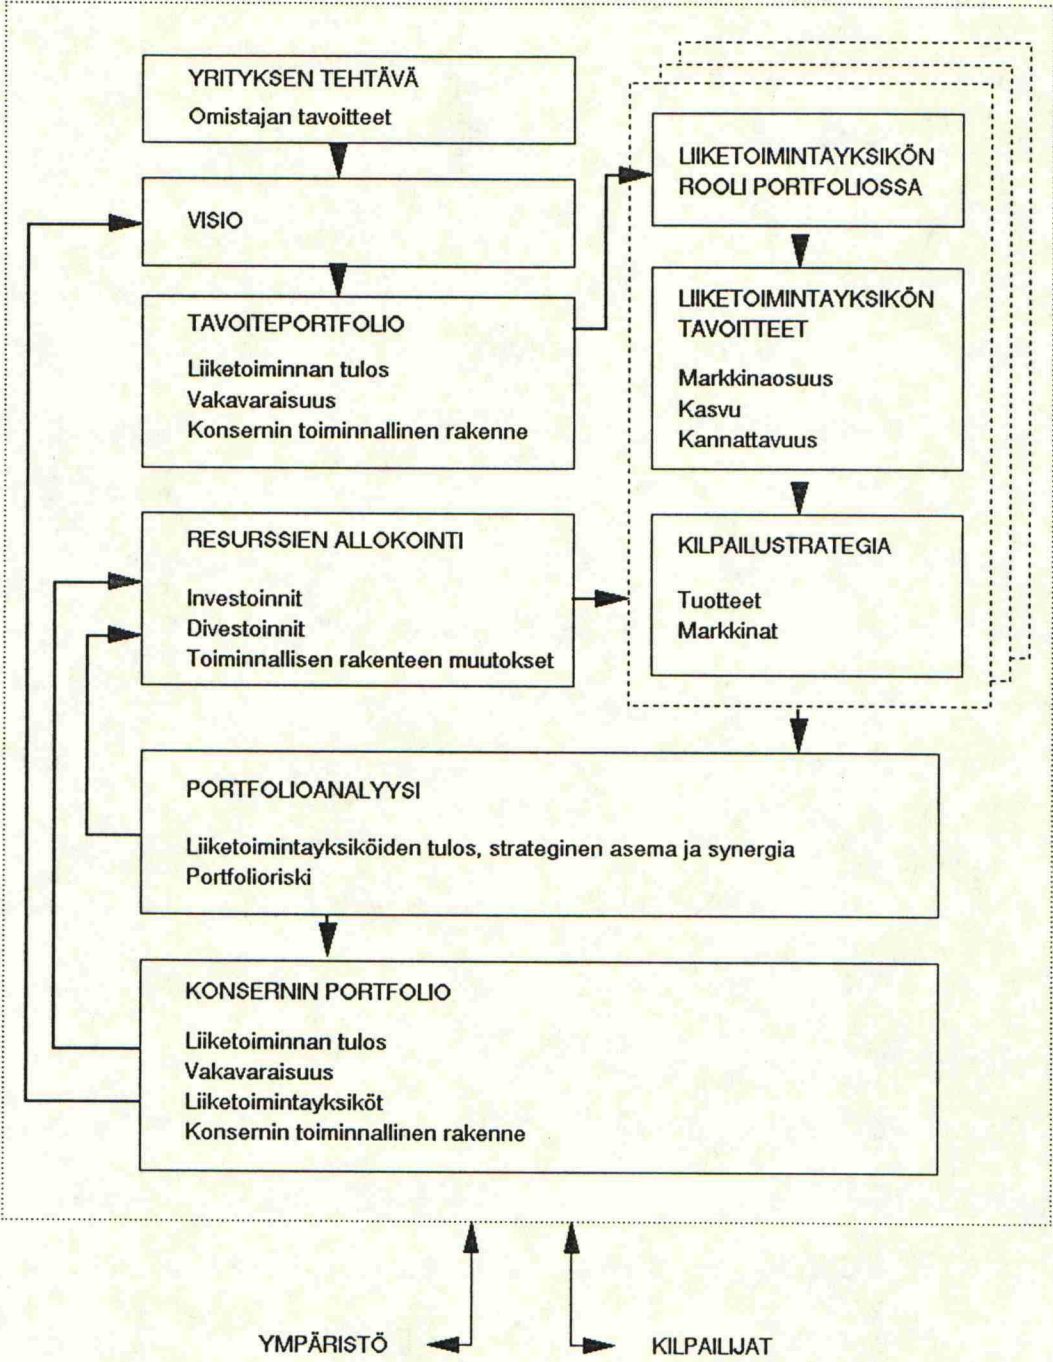 YRITYKSEN TEHTÄVÄ
Omistajan tavoitteet
VISIO
TAVOITEPORTFOLIO
Liiketoiminnan tulos
Vakavaraisuus
Konsernin toiminnallinen rakenne
LIIKETOIMINTAYKSIKÖN
ROOLI PORTFOLIOSSA
LIIKETOIMINTAYKSIKÖN
TAVOITTEET
Markkinaosuus
Kasvu
Kannattavuus
RESURSSIEN ALLOKOINTI
Investoinnit
Divestoinnit
Toiminnallisen rakenteen muutokset
KILPAILUSTRATEGIA
Tuotteet
Markkinat
PORTFOLIOANALYYSI
Liiketoimintayksiköiden tulos, strateginen asema ja synergia
Portfolioriski
KONSERNIN PORTFOLIO
Liiketoiminnan tulos
Vakavaraisuus
Liiketoimintayksiköt
Konsernin toiminnallinen rakenne
YMPÄRISTÖ
KILPAILIJAT